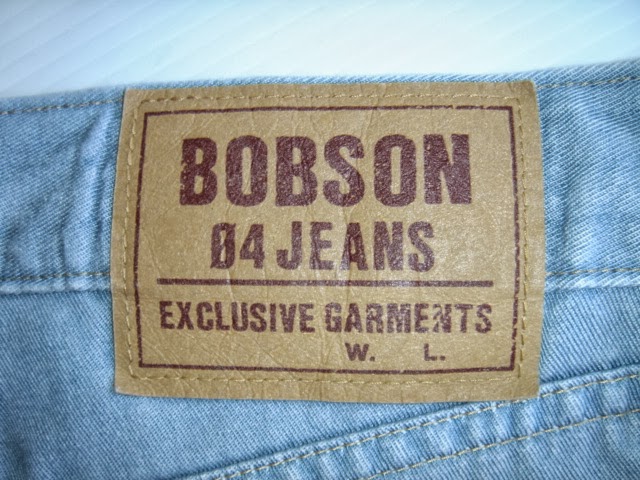 BOBSON
Ø4 JEANS
EXCLUSIVE GARMENTS
W. L.